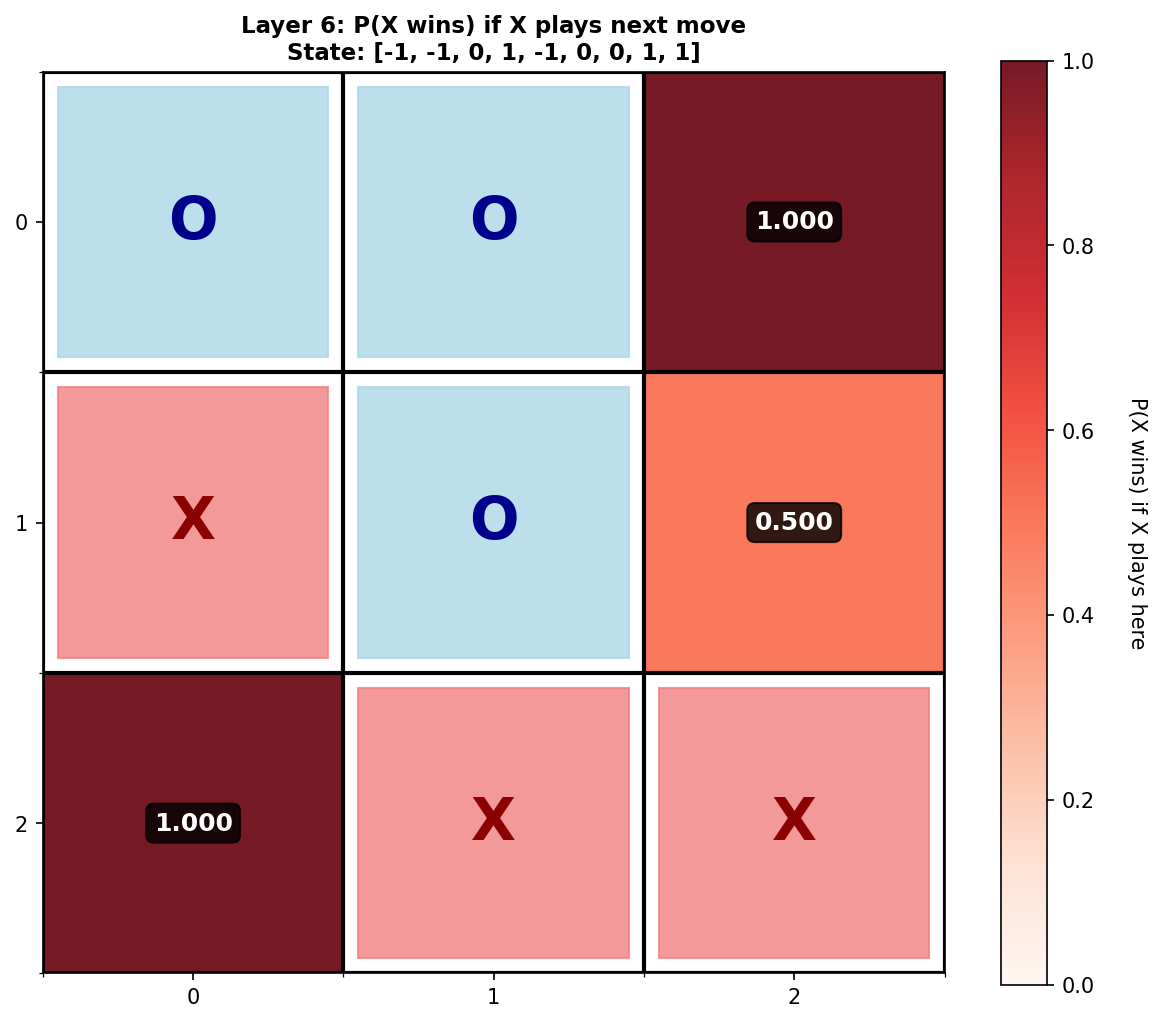 Layer 6: P(X wins) if X plays next move
State: [-1, -1, 0, 1, -1, 0, 0, 1, 1]
0
O
O
1.000
1
X
O
0.500
2
1.000
X
X
0
1
2
1.0
0.8
0.6
0.4
0.2
0.0
P(X wins) if X plays here